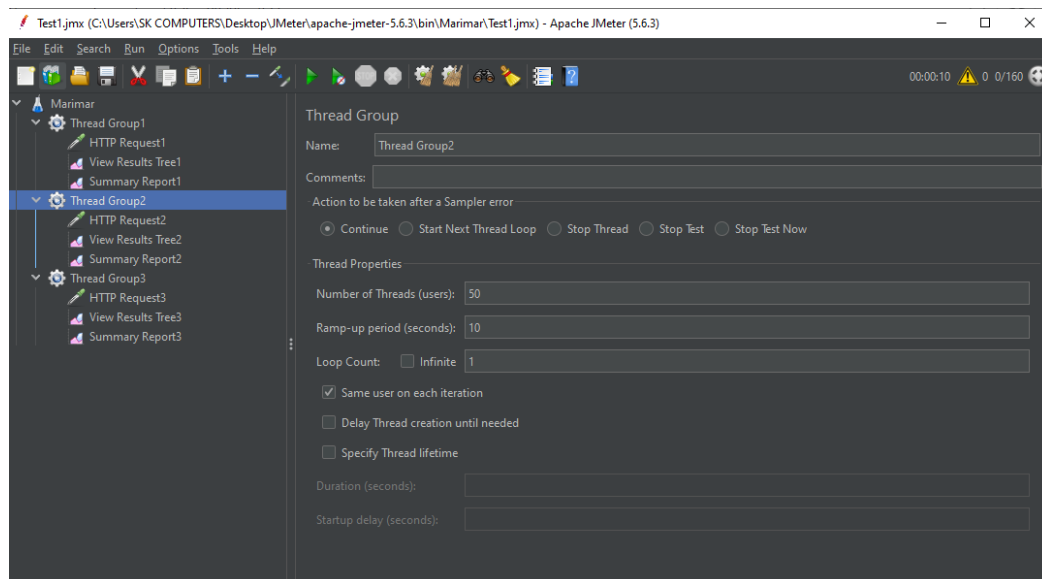 Test1.jmx (C:\Users\SK COMPUTERS\Desktop\JMeter\apache-jmeter-5.6.3\bin\Marimar\Test1.jmx) - Apache JMeter (5.6.3)
File Edit Search Run Options Tools Help
00:00:10 0 0/160
Marimar
Thread Group1
HTTP Request1
View Results Tree1
Summary Report1
Thread Group2
HTTP Request2
View Results Tree2
Summary Report2
Thread Group3
HTTP Request3
View Results Tree3
Summary Report3
Thread Group
Name: Thread Group2
Comments:
Action to be taken after a Sampler error
Continue Start Next Thread Loop Stop Thread Stop Test Stop Test Now
Thread Properties
Number of Threads (users): 50
Ramp-up period (seconds): 10
Loop Count: Infinite 1
Same user on each iteration
Delay Thread creation until needed
Specify Thread lifetime
Duration (seconds):
Startup delay (seconds):